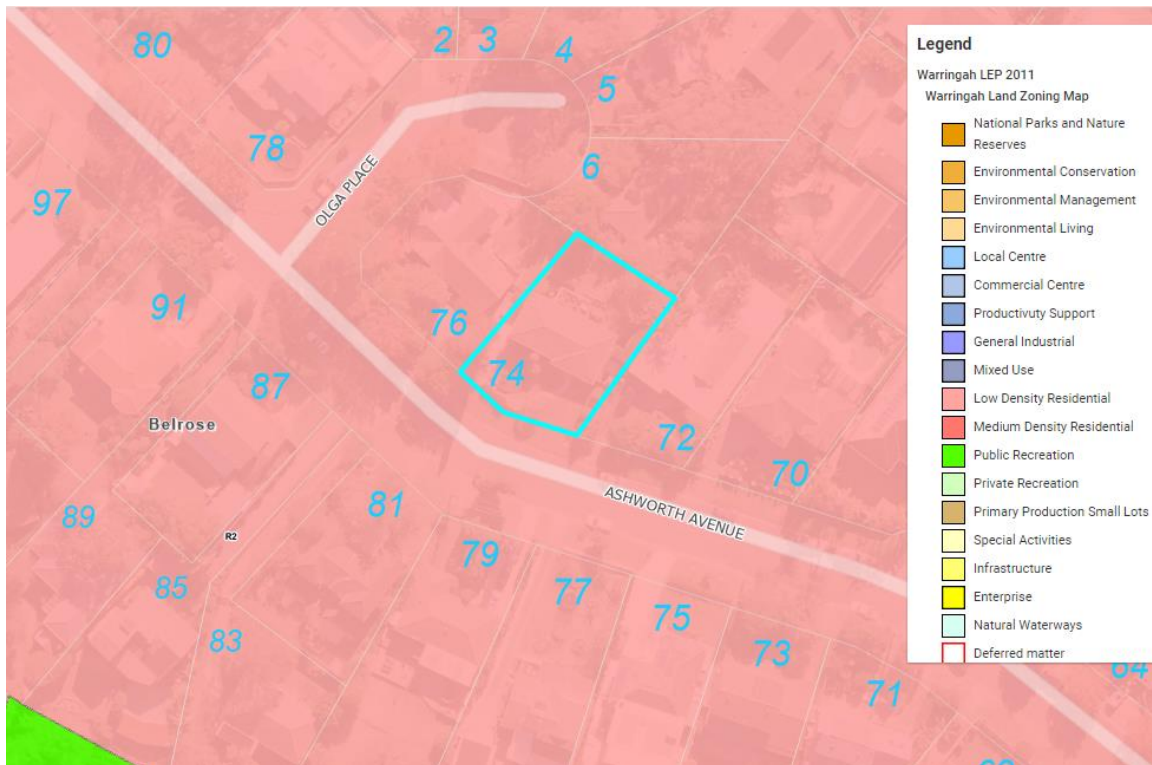 80
2
3
4
5
78
6
97
OLGA PLACE
91
76
74
87
Belrose
72
70
ASHWORTH AVENUE
89
81
R2
79
77
85
75
83
73
71
64
Legend
Warringah LEP 2011
Warringah Land Zoning Map
National Parks and Nature
Reserves
Environmental Conservation
Environmental Management
Environmental Living
Local Centre
Commercial Centre
Productivuty Support
General Industrial
Mixed Use
Low Density Residential
Medium Density Residential
Public Recreation
Private Recreation
Primary Production Small Lots
Special Activities
Infrastructure
Enterprise
Natural Waterways
Deferred matter